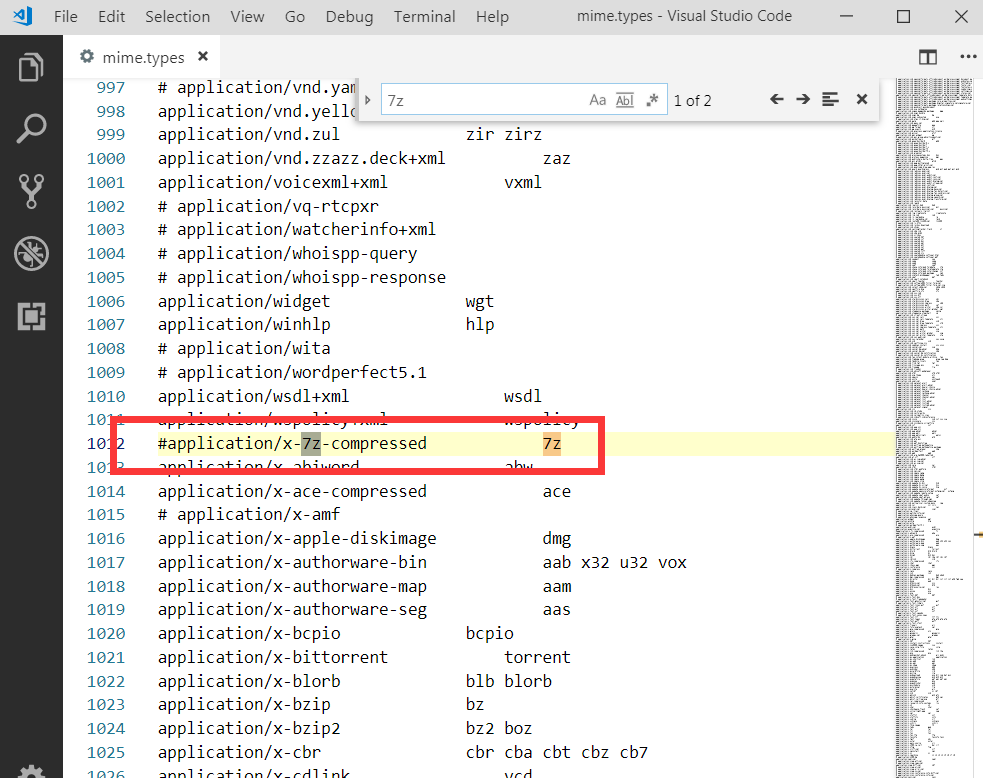 File Edit Selection View Go Debug Terminal Help mime.types - Visual Studio Code
mime.types
7z Aa Abl .* 1 of 2
997 # application/vnd.yam
998 application/vnd.yello
999 application/vnd.zul zir zirz
1000 application/vnd.zzazz.deck+xml zaz
1001 application/voicexml+xml vxml
1002 # application/vq-rtcpxr
1003 # application/watcherinfo+xml
1004 # application/whoispp-query
1005 # application/whoispp-response
1006 application/widget wgt
1007 application/winhlp hlp
1008 # application/wita
1009 # application/wordperfect5.1
1010 application/wsdl+xml wsdl
1011 application/wspolicy+xml wspolicy
1012 #application/x-7z-compressed 7z
1013 application/x-abiword abw
1014 application/x-ace-compressed ace
1015 # application/x-amf
1016 application/x-apple-diskimage dmg
1017 application/x-authorware-bin aab x32 u32 vox
1018 application/x-authorware-map aam
1019 application/x-authorware-seg aas
1020 application/x-bcpio bcpio
1021 application/x-bittorrent torrent
1022 application/x-blorb blb blorb
1023 application/x-bzip bz
1024 application/x-bzip2 bz2 boz
1025 application/x-cbr cbr cba cbt cbz cb7
1026 application/x-cdlink vcd